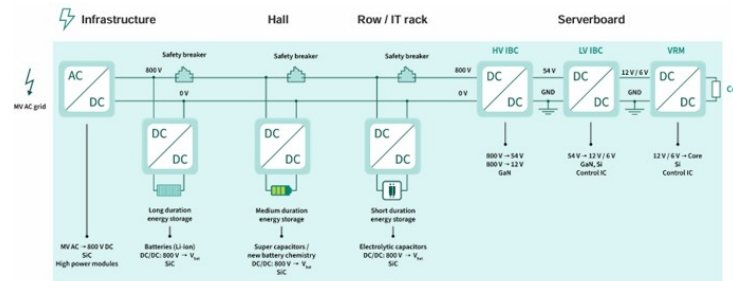 Infrastructure
Hall
Row / IT rack
Serverboard
Safety breaker
Safety breaker
Safety breaker
HV IBC
LV IBC
VRM
MV AC grid
AC
DC
800 V
0 V
800 V
0 V
DC
DC
54 V
GND
DC
DC
12 V / 6 V
GND
DC
DC
DC
DC
DC
DC
DC
DC
Long duration
energy storage
Medium duration
energy storage
Short duration
energy storage
800 V → 54 V
800 V → 12 V
GaN
54 V → 12 V / 6 V
GaN, Si
Control IC
12 V / 6 V → Core
Si
Control IC
MV AC → 800 V DC
SiC
High power modules
Batteries (Li-ion)
DC/DC: 800 V → Vbat
SiC
Super capacitors /
new battery chemistry
DC/DC: 800 V → Vbat
SiC
Electrolytic capacitors
DC/DC: 800 V → Vbat
SiC